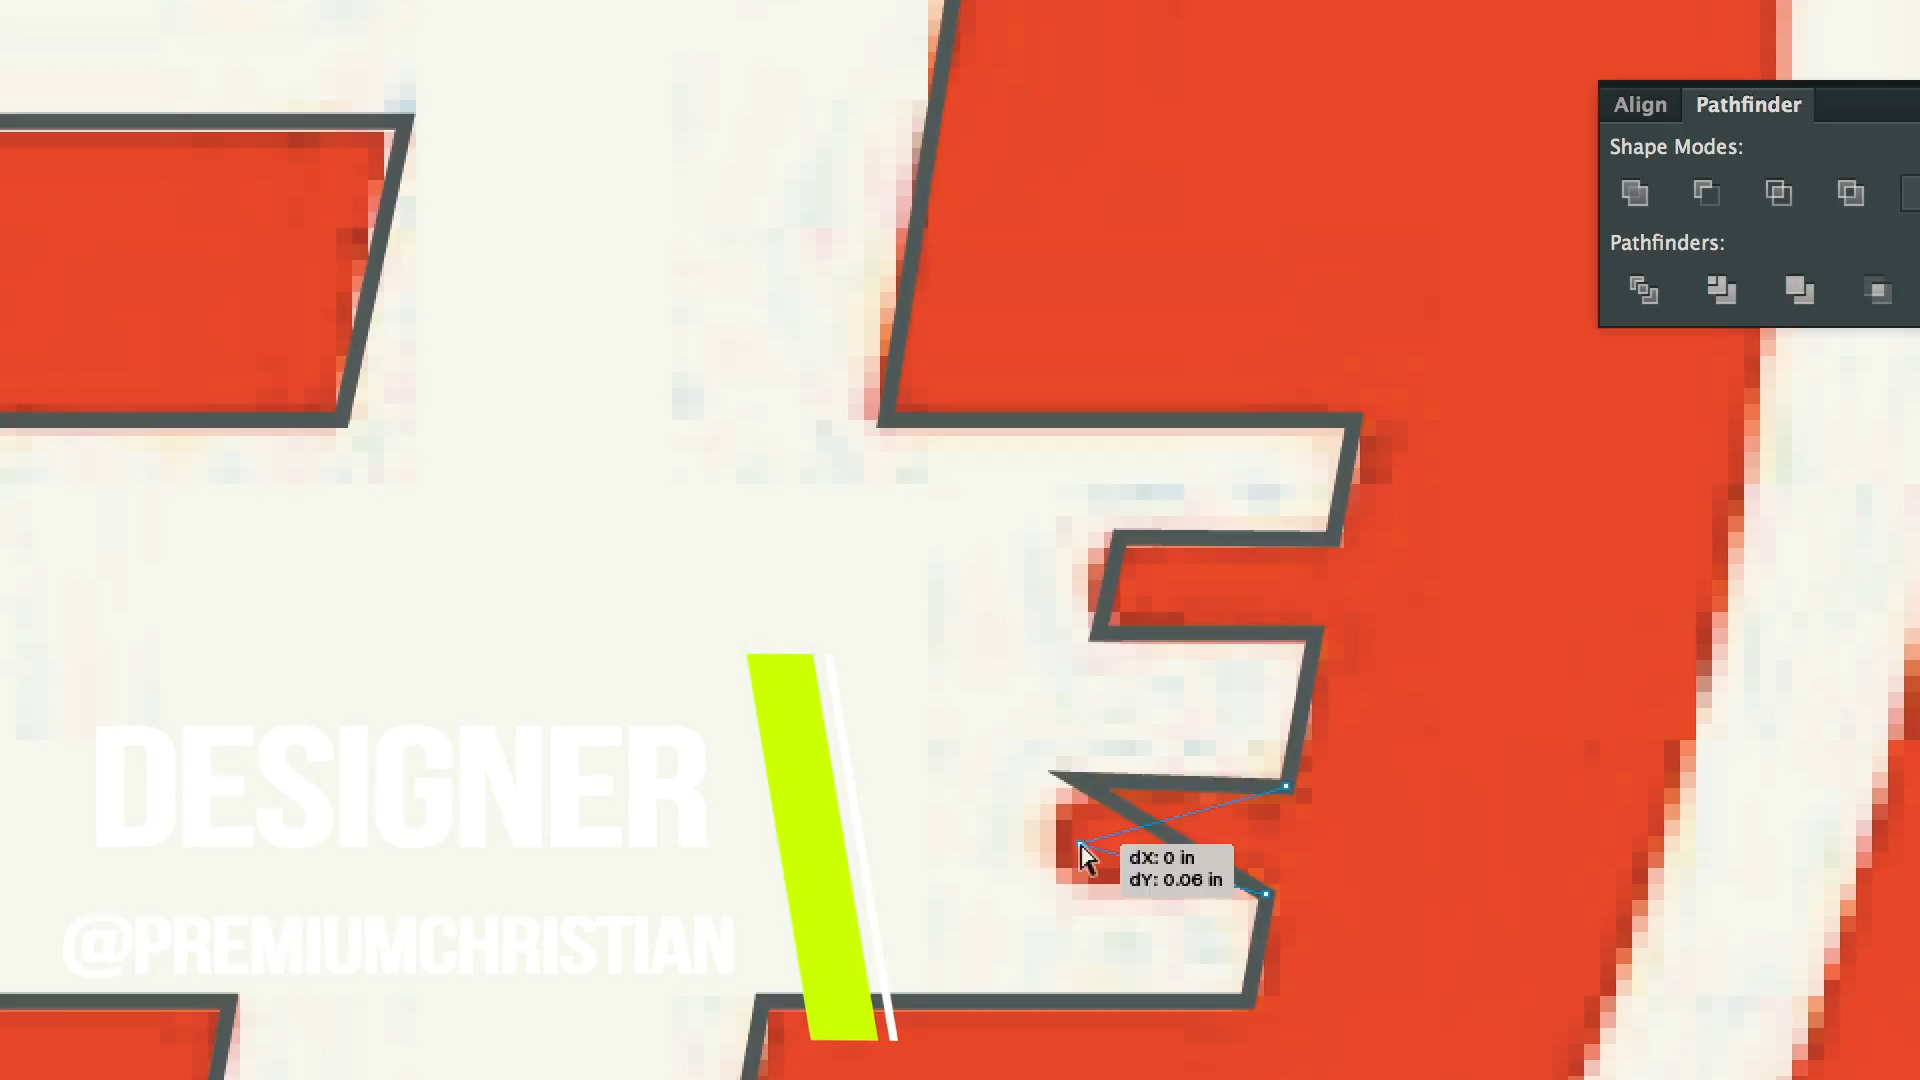 Align Pathfinder
Shape Modes:
Pathfinders:
DESIGNER
@PREMIUMCHRISTIAN
dX: 0 in
dY: 0.06 in